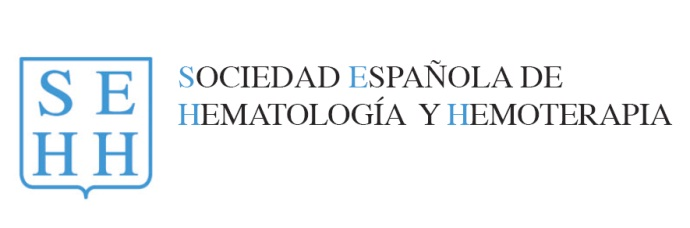 S E
H H
SOCIEDAD ESPAÑOLA DE
HEMATOLOGÍA Y HEMOTERAPIA